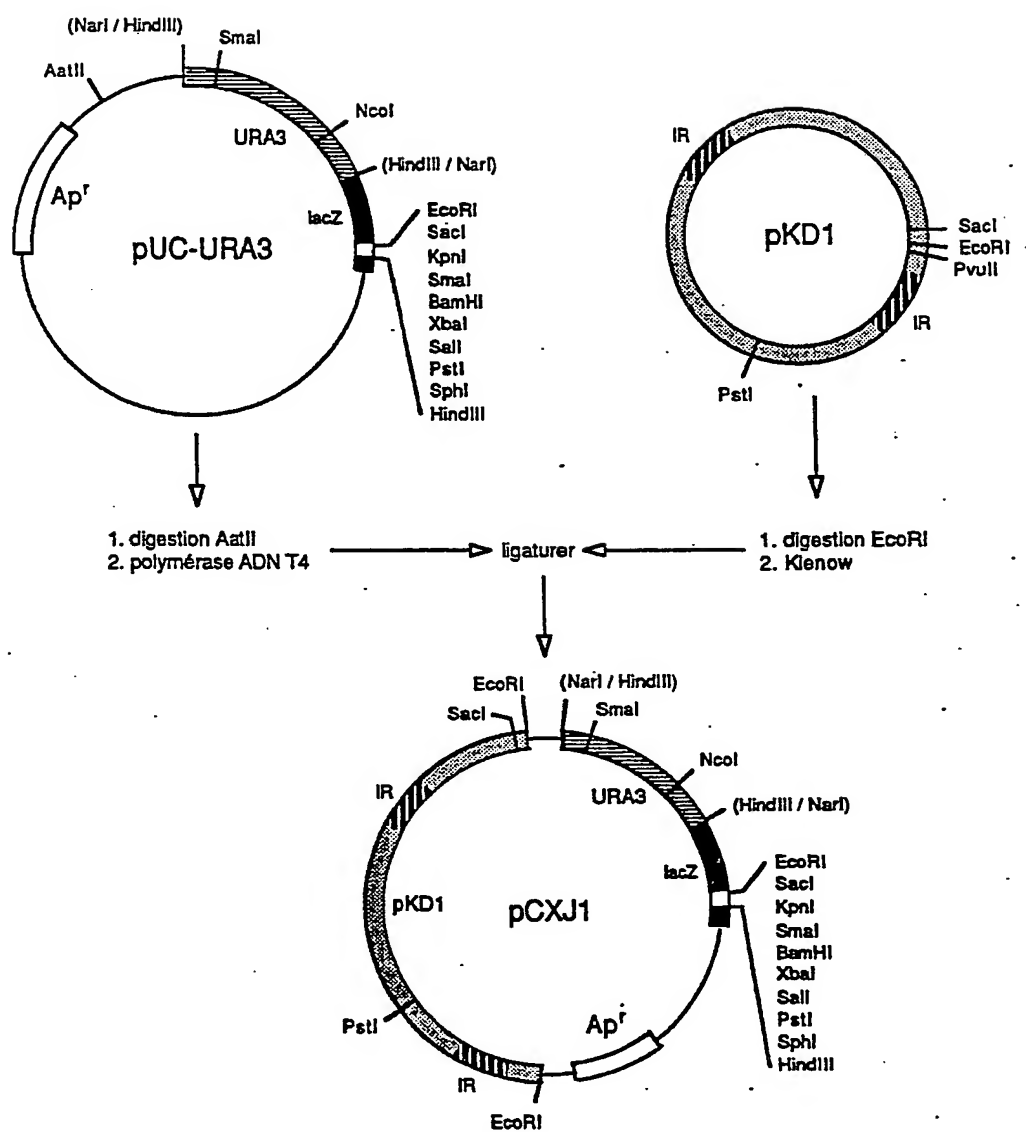 (NarI / HindIII)
SmaI
AatII
NcoI
URA3
(HindIII / NarI)
Apr
lacZ
pUC-URA3
EcoRI
SacI
KpnI
SmaI
BamHI
XbaI
SalI
PstI
SphI
HindIII
IR
pKD1
SacI
EcoRI
PvuII
IR
PstI
1. digestion AatII
2. polymérase ADN T4
ligaturer
1. digestion EcoRI
2. Klenow
EcoRI
(NarI / HindIII)
SacI
SmaI
NcoI
IR
URA3
(HindIII / NarI)
lacZ
pKD1
pCXJ1
EcoRI
SacI
KpnI
SmaI
BamHI
XbaI
SalI
PstI
SphI
HindIII
PstI
Apr
IR
EcoRI